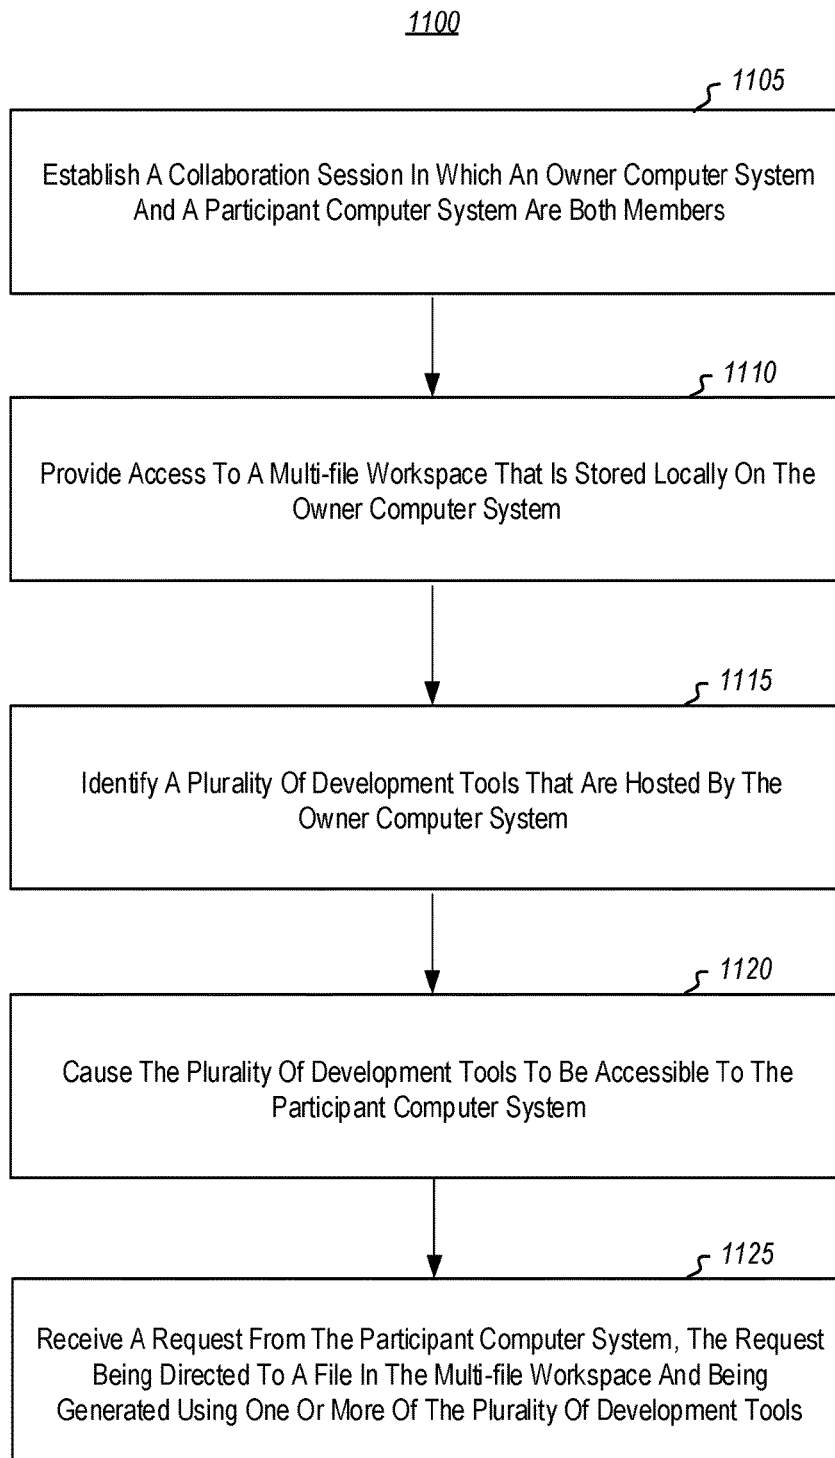 1100
1105
Establish A Collaboration Session In Which An Owner Computer System
And A Participant Computer System Are Both Members
1110
Provide Access To A Multi-file Workspace That Is Stored Locally On The
Owner Computer System
1115
Identify A Plurality Of Development Tools That Are Hosted By The
Owner Computer System
1120
Cause The Plurality Of Development Tools To Be Accessible To The
Participant Computer System
1125
Receive A Request From The Participant Computer System, The Request
Being Directed To A File In The Multi-file Workspace And Being
Generated Using One Or More Of The Plurality Of Development Tools